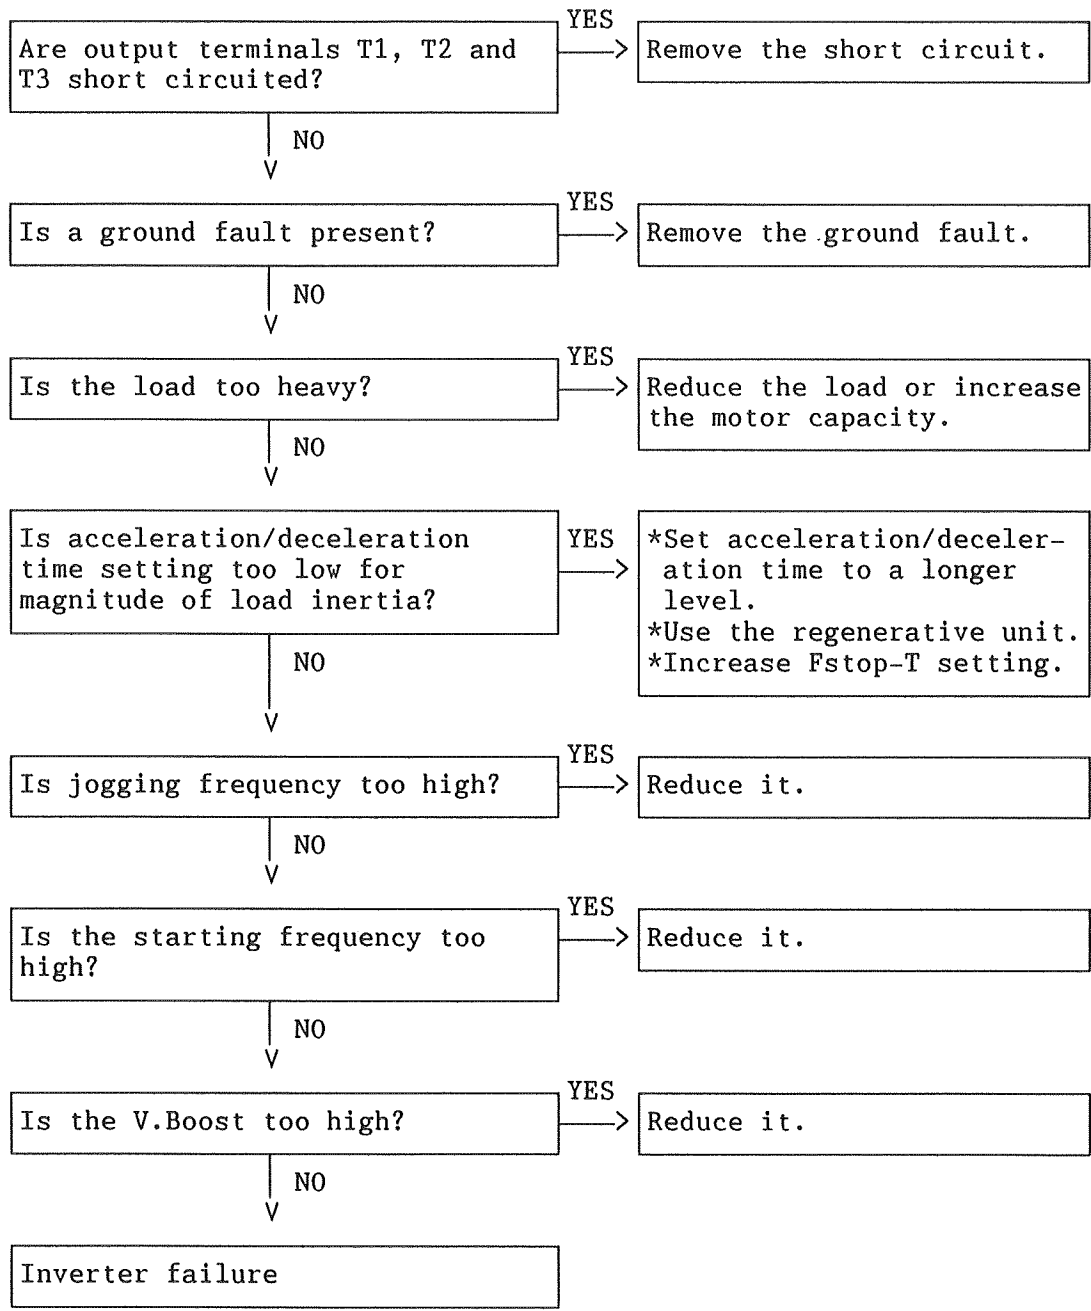 YES
Are output terminals T1, T2 and
T3 short circuited?
Remove the short circuit.
NO
YES
Is a ground fault present?
Remove the ground fault.
NO
YES
Is the load too heavy?
Reduce the load or increase
the motor capacity.
NO
Is acceleration/deceleration
time setting too low for
magnitude of load inertia?
YES
*Set acceleration/deceler-
ation time to a longer
level.
*Use the regenerative unit.
*Increase Fstop-T setting.
NO
YES
Is jogging frequency too high?
Reduce it.
NO
YES
Is the starting frequency too
high?
Reduce it.
NO
YES
Is the V.Boost too high?
Reduce it.
NO
Inverter failure